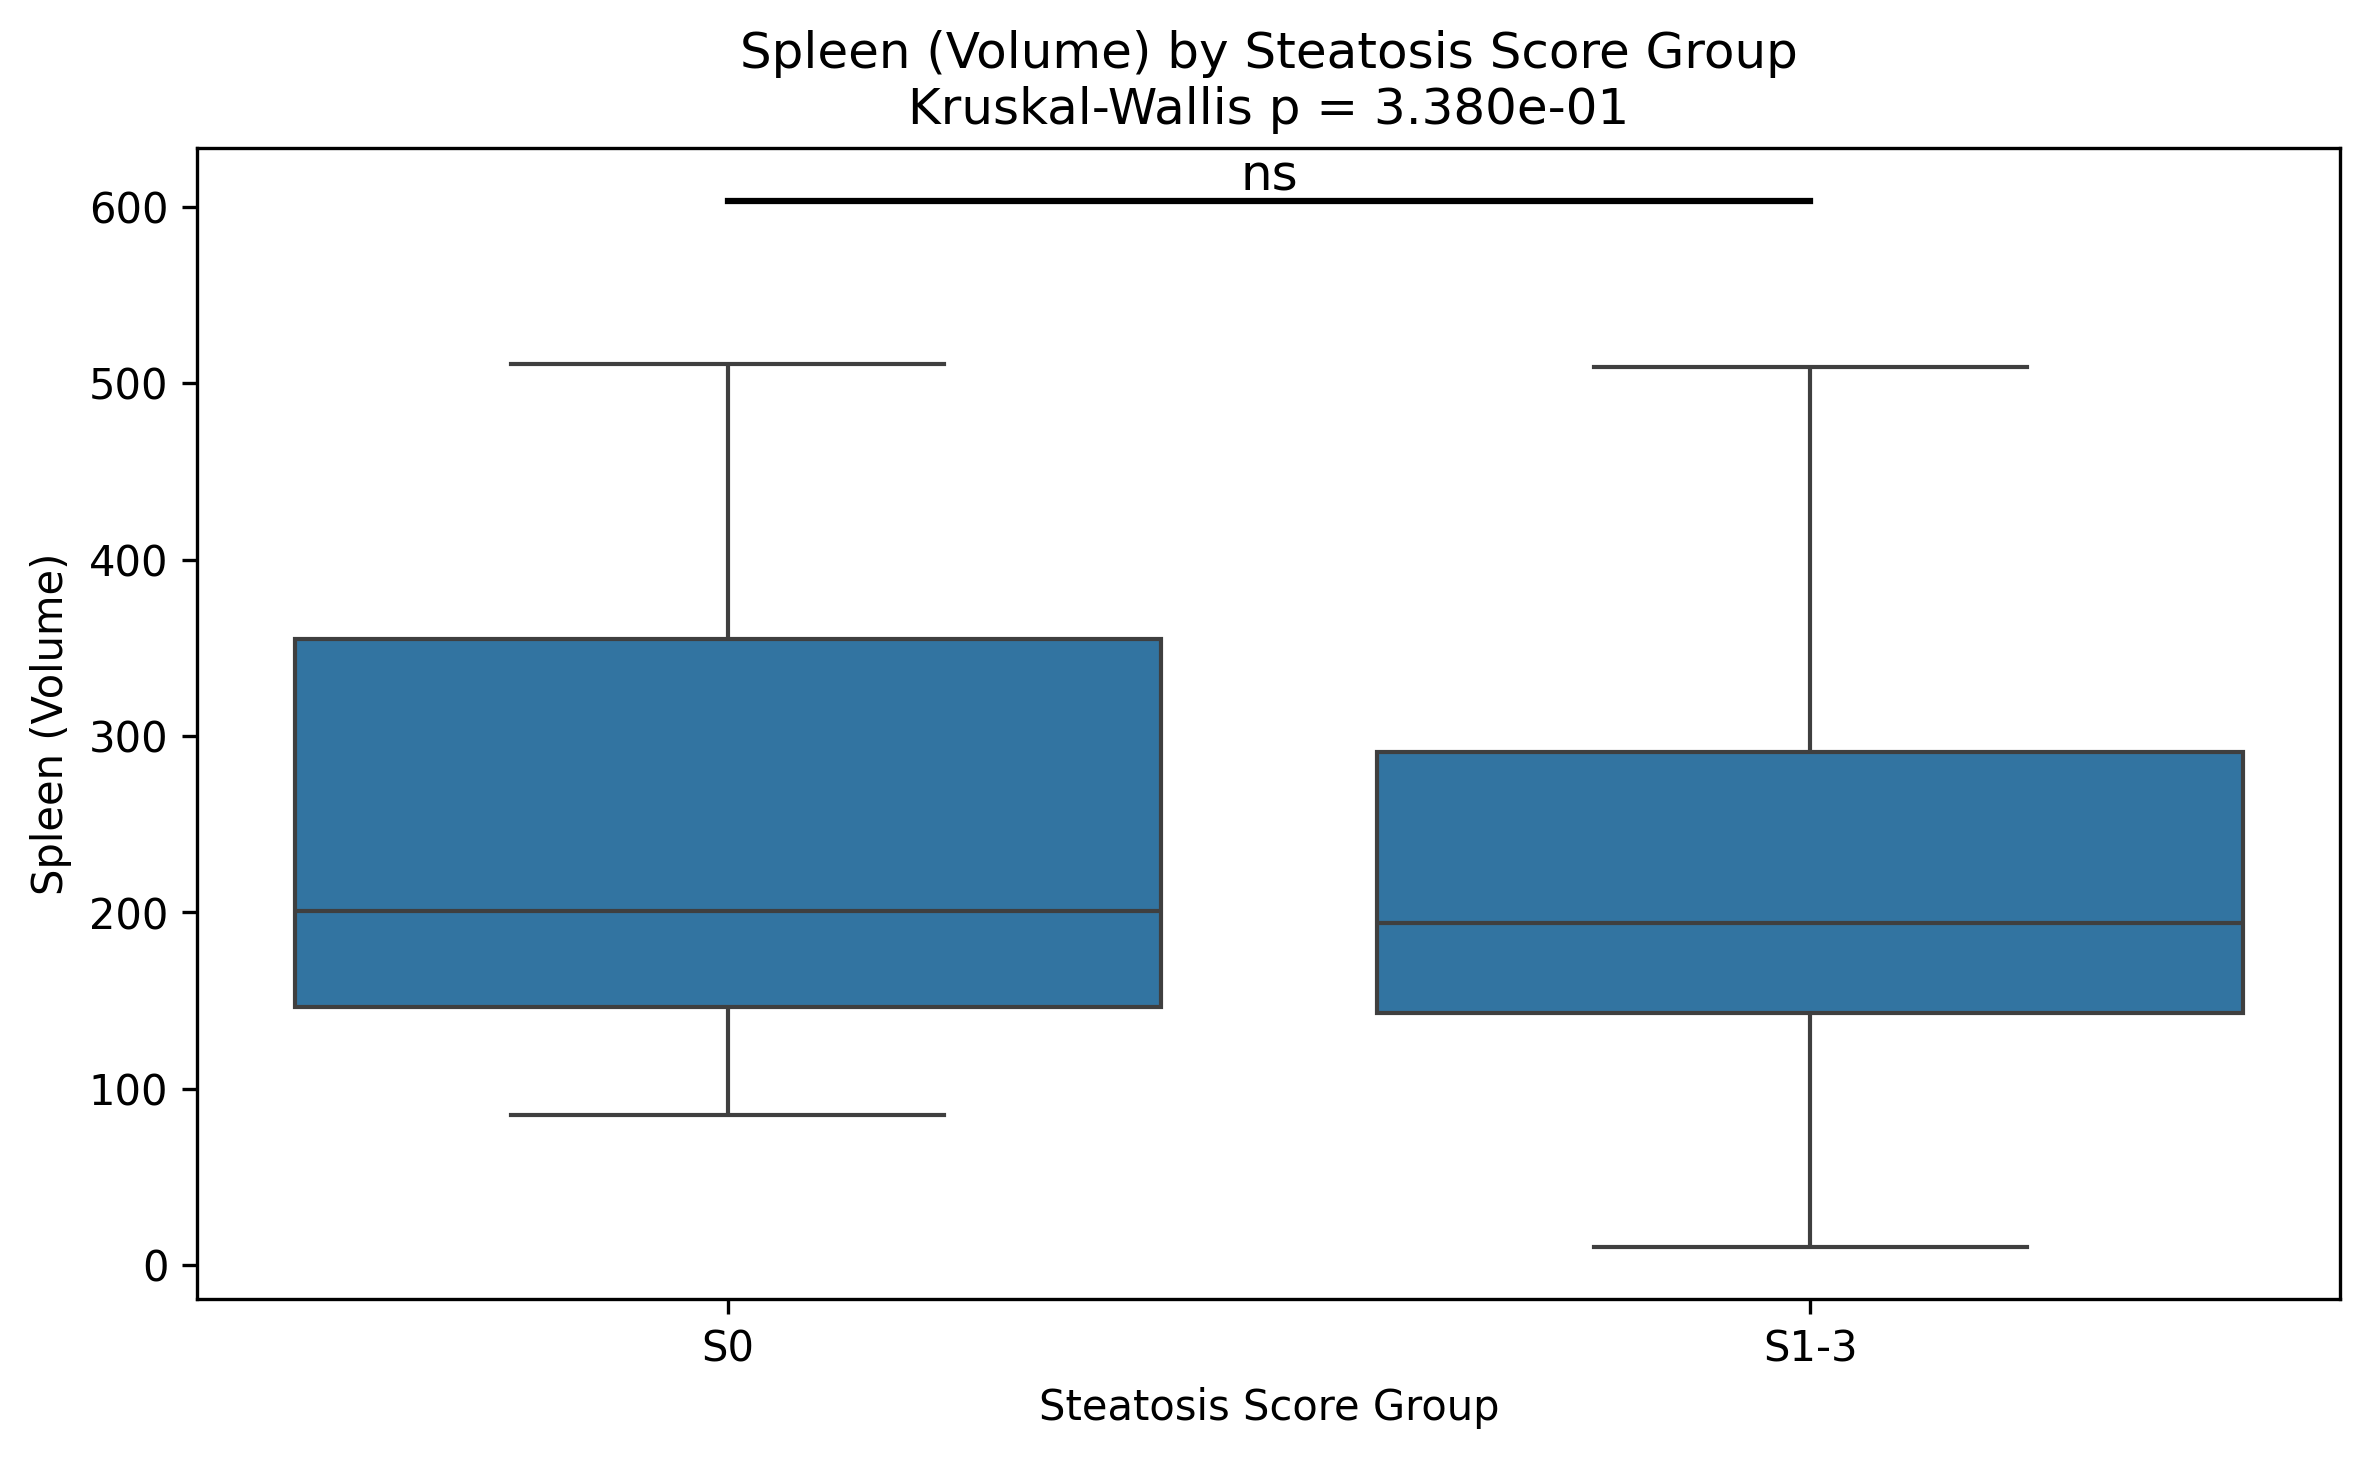 Spleen (Volume) by Steatosis Score Group
Kruskal-Wallis p = 3.380e-01
ns
600
500
400
300
200
100
0
Spleen (Volume)
S0
S1-3
Steatosis Score Group